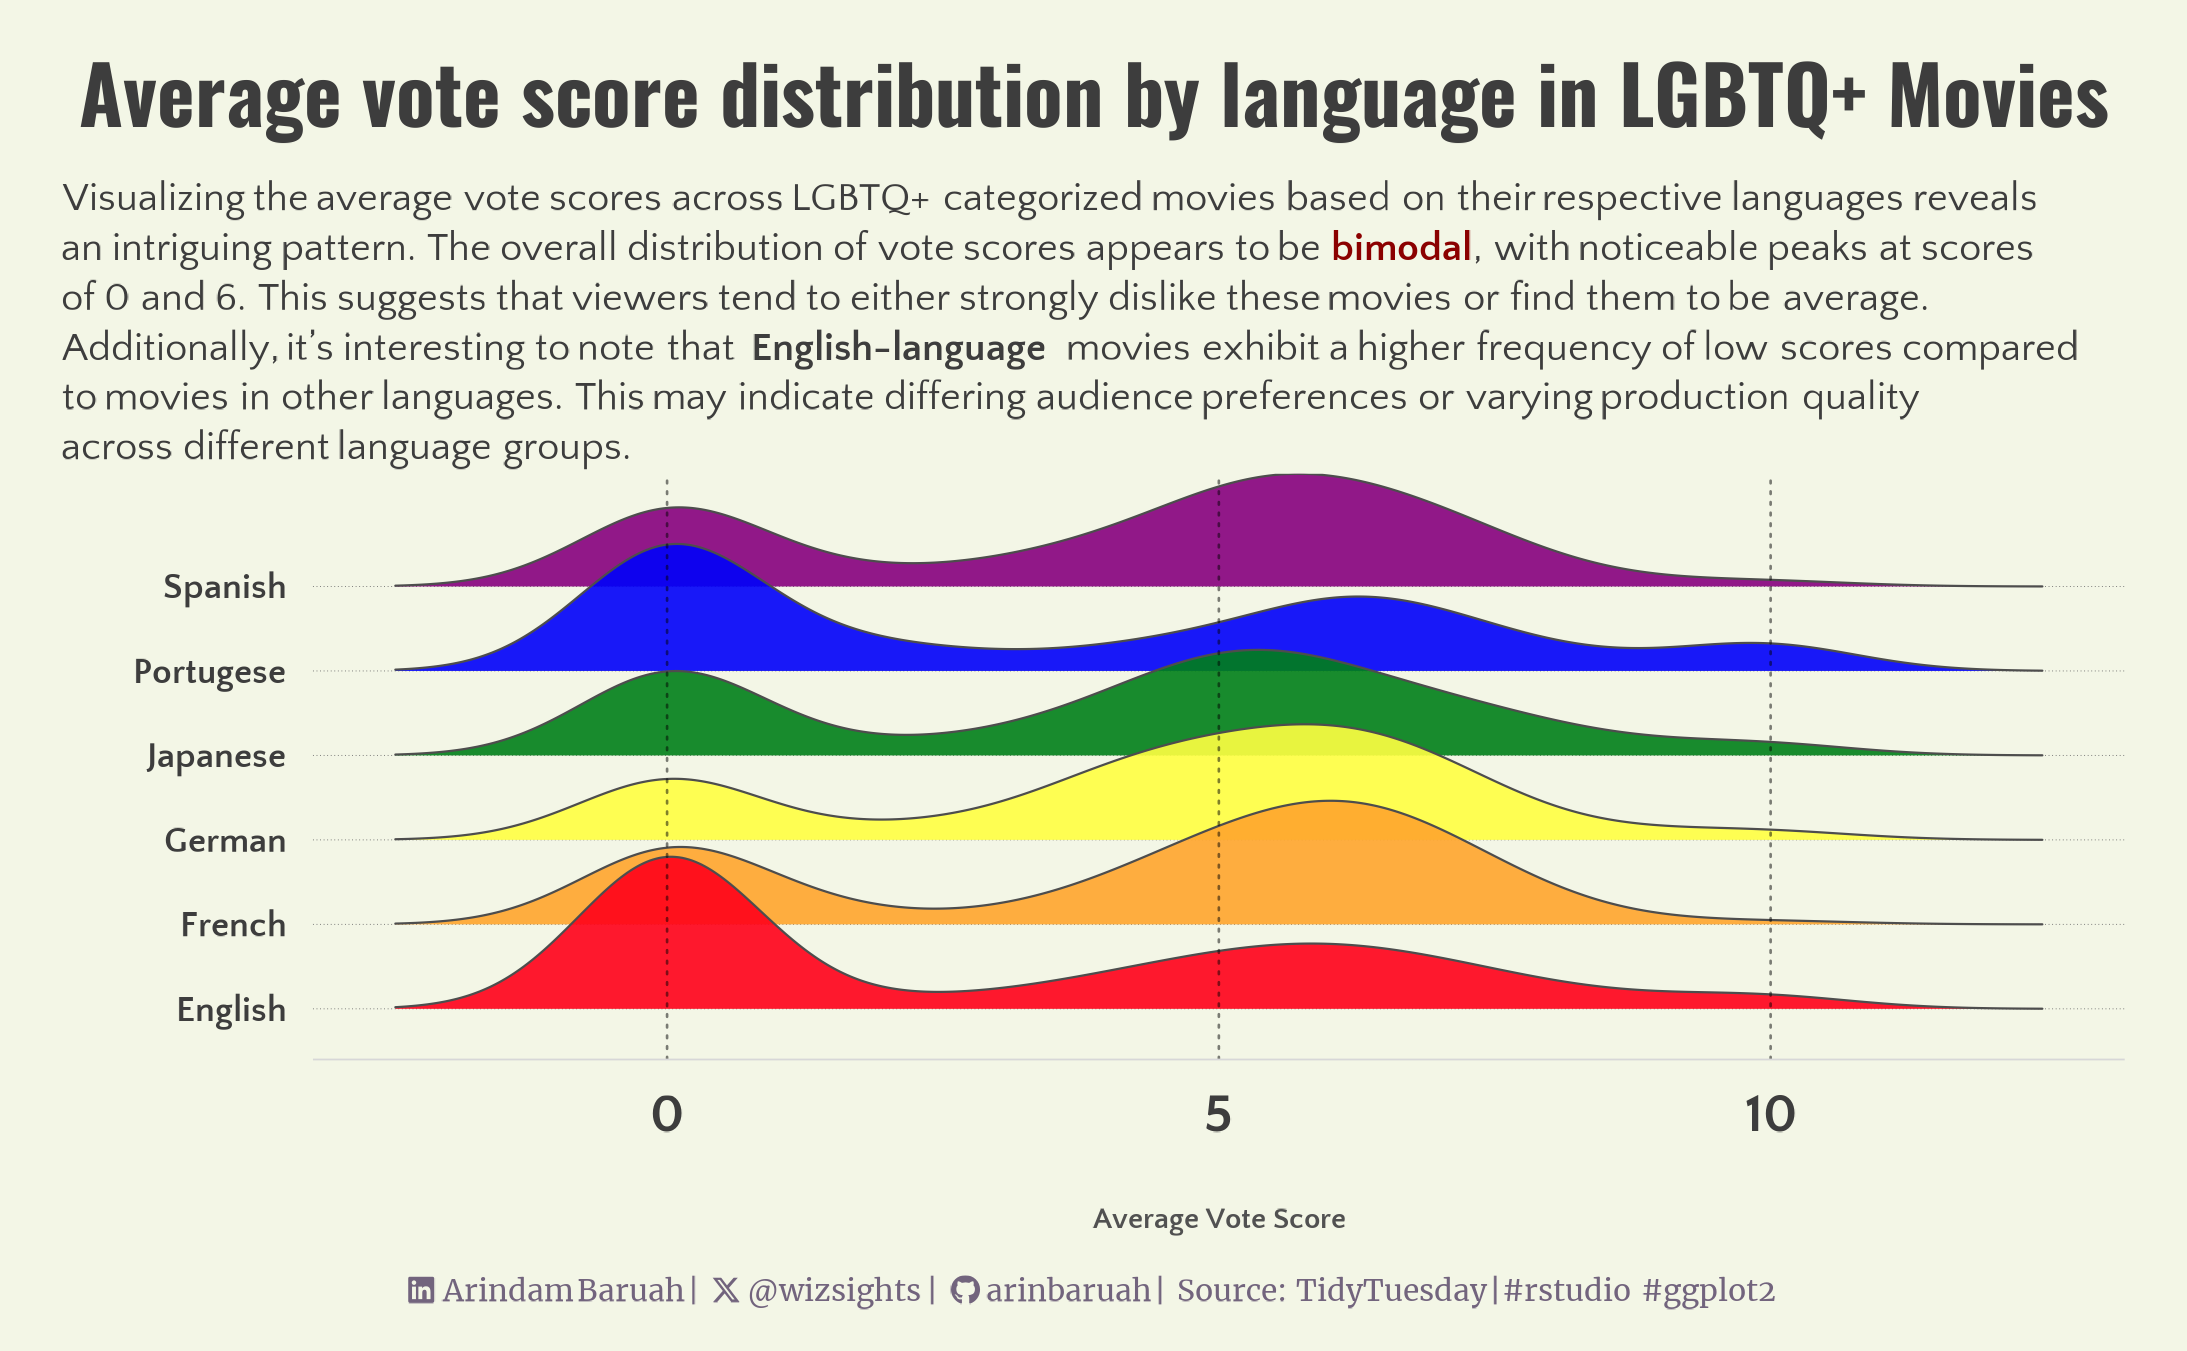 Average vote score distribution by language in LGBTQ+ Movies
Visualizing the average vote scores across LGBTQ+ categorized movies based on their respective languages reveals
an intriguing pattern. The overall distribution of vote scores appears to be bimodal, with noticeable peaks at scores
of 0 and 6. This suggests that viewers tend to either strongly dislike these movies or find them to be average.
Additionally, it’s interesting to note that English-language movies exhibit a higher frequency of low scores compared
to movies in other languages. This may indicate differing audience preferences or varying production quality
across different language groups.
Spanish
Portugese
Japanese
German
French
English
0 5 10
Average Vote Score
Arindam Baruah| @wizsights| arinbaruah| Source: TidyTuesday|#rstudio #ggplot2